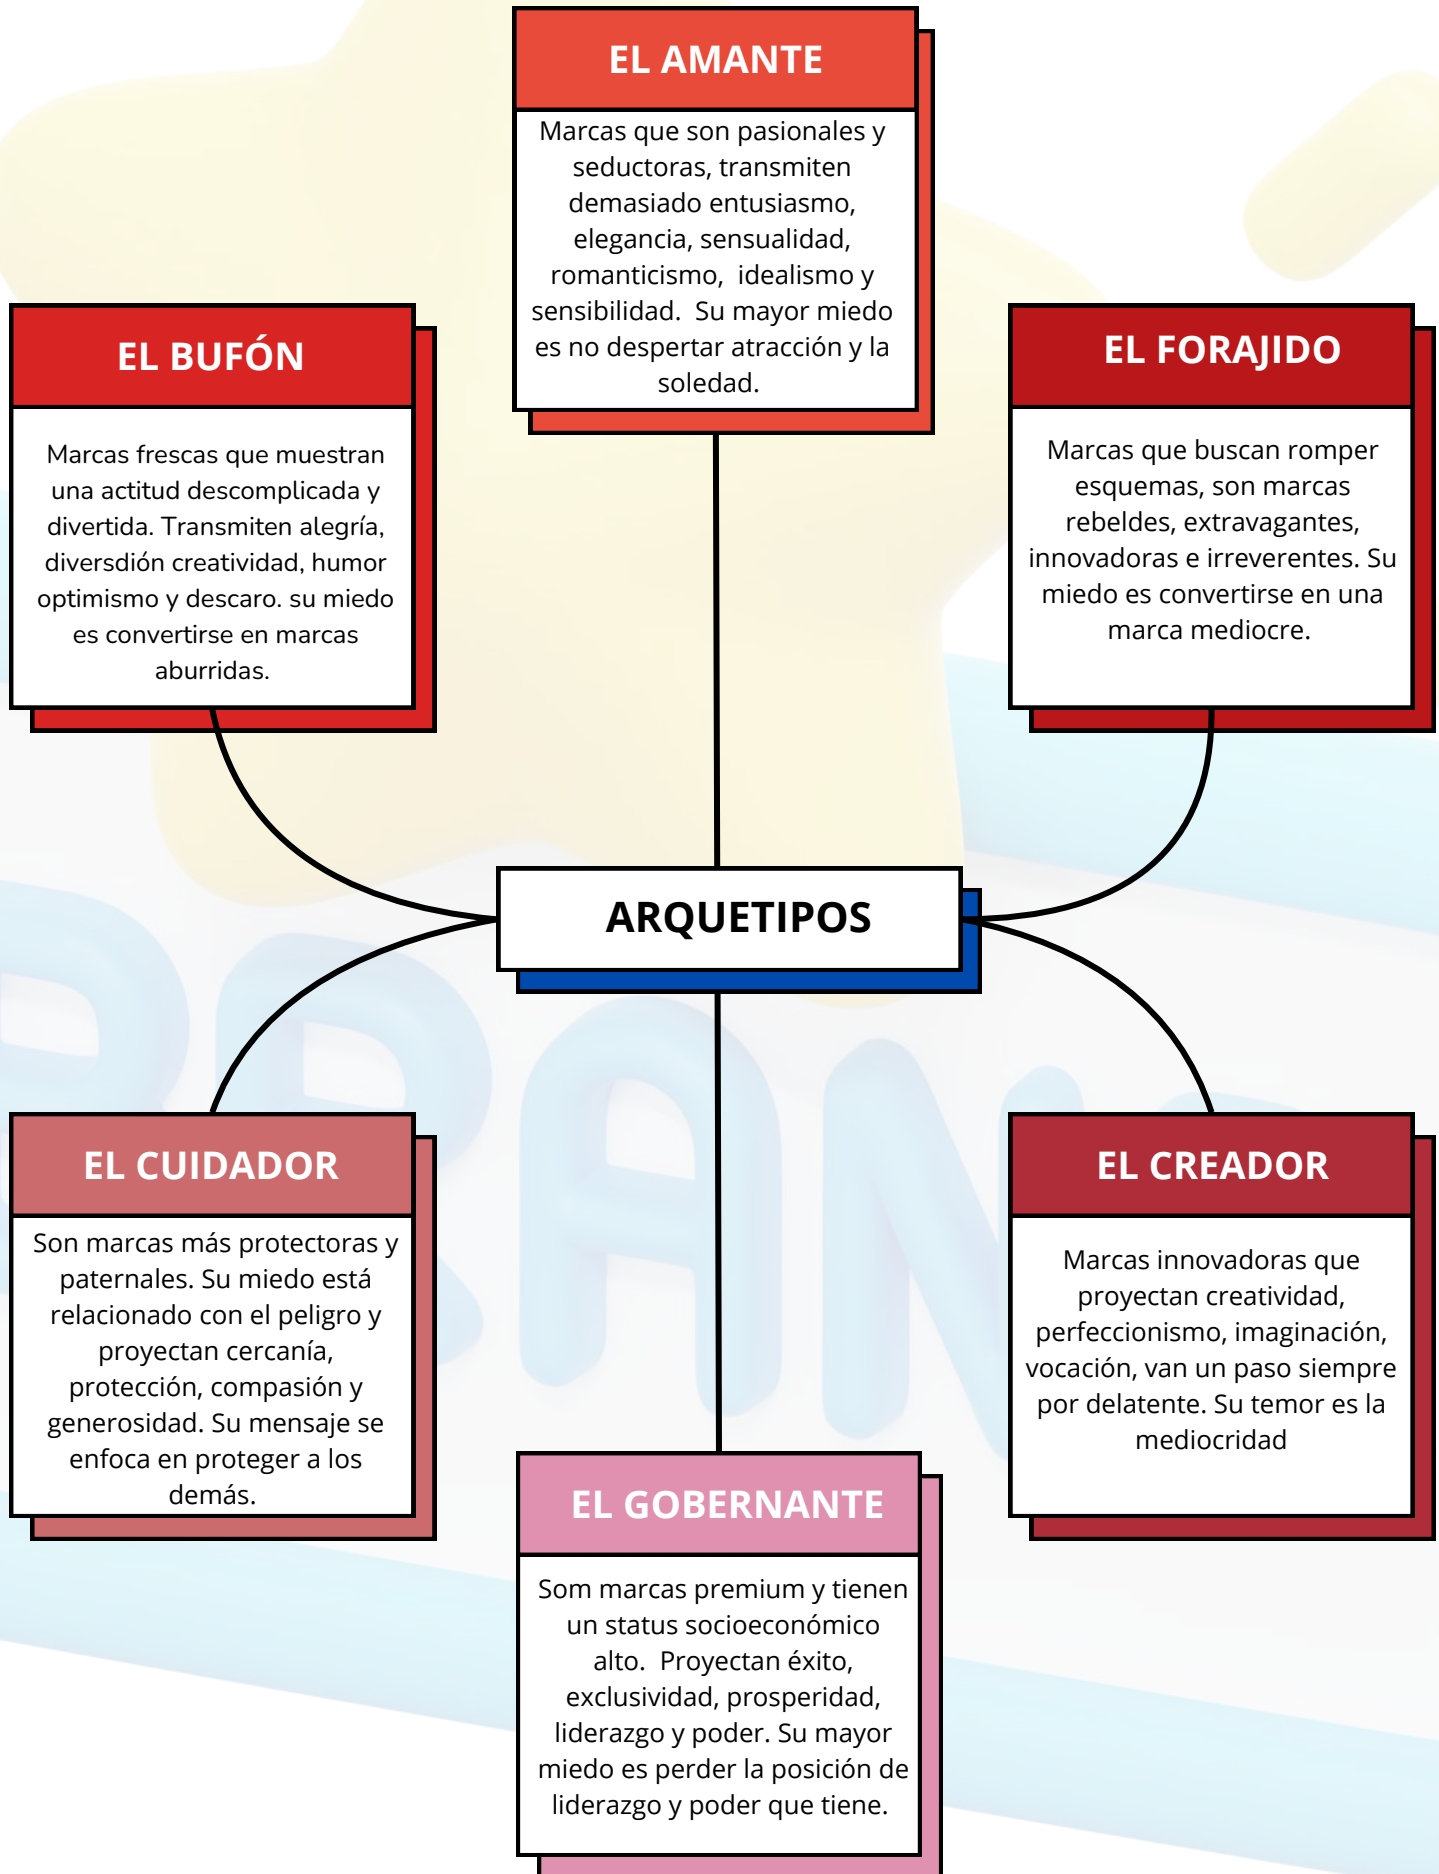 EL AMANTE
Marcas que son pasionales y
seductoras, transmiten
demasiado entusiasmo,
elegancia, sensualidad,
romanticismo,  idealismo y
sensibilidad.  Su mayor miedo
es no despertar atracción y la
soledad.
EL BUFÓN
Marcas frescas que muestran
una actitud descomplicada y
divertida. Transmiten alegría,
diversdión creatividad, humor
optimismo y descaro. su miedo
es convertirse en marcas
aburridas.
EL FORAJIDO
Marcas que buscan romper
esquemas, son marcas
rebeldes, extravagantes,
innovadoras e irreverentes. Su
miedo es convertirse en una
marca mediocre.
ARQUETIPOS
EL CUIDADOR
Son marcas más protectoras y
paternales. Su miedo está
relacionado con el peligro y
proyectan cercanía,
protección, compasión y
generosidad. Su mensaje se
enfoca en proteger a los
demás.
EL CREADOR
Marcas innovadoras que
proyectan creatividad,
perfeccionismo, imaginación,
vocación, van un paso siempre
por delatente. Su temor es la
mediocridad
EL GOBERNANTE
Som marcas premium y tienen
un status socioeconómico
alto.  Proyectan éxito,
exclusividad, prosperidad,
liderazgo y poder. Su mayor
miedo es perder la posición de
liderazgo y poder que tiene.